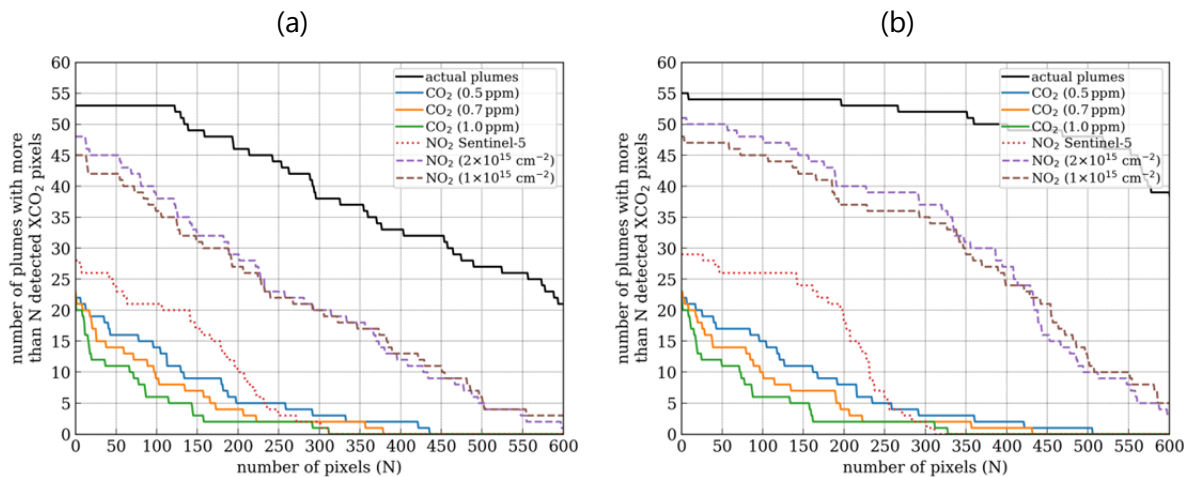 (a)
60
55
50
45
40
35
30
25
20
15
10
5
0
number of plumes with more
than N detected XCO₂ pixels
actual plumes
CO₂ (0.5 ppm)
CO₂ (0.7 ppm)
CO₂ (1.0 ppm)
NO₂ Sentinel-5
NO₂ (2×10¹⁵ cm⁻²)
NO₂ (1×10¹⁵ cm⁻²)
0 50 100 150 200 250 300 350 400 450 500 550 600
number of pixels (N)
(b)
60
55
50
45
40
35
30
25
20
15
10
5
0
number of plumes with more
than N detected XCO₂ pixels
actual plumes
CO₂ (0.5 ppm)
CO₂ (0.7 ppm)
CO₂ (1.0 ppm)
NO₂ Sentinel-5
NO₂ (2×10¹⁵ cm⁻²)
NO₂ (1×10¹⁵ cm⁻²)
0 50 100 150 200 250 300 350 400 450 500 550 600
number of pixels (N)